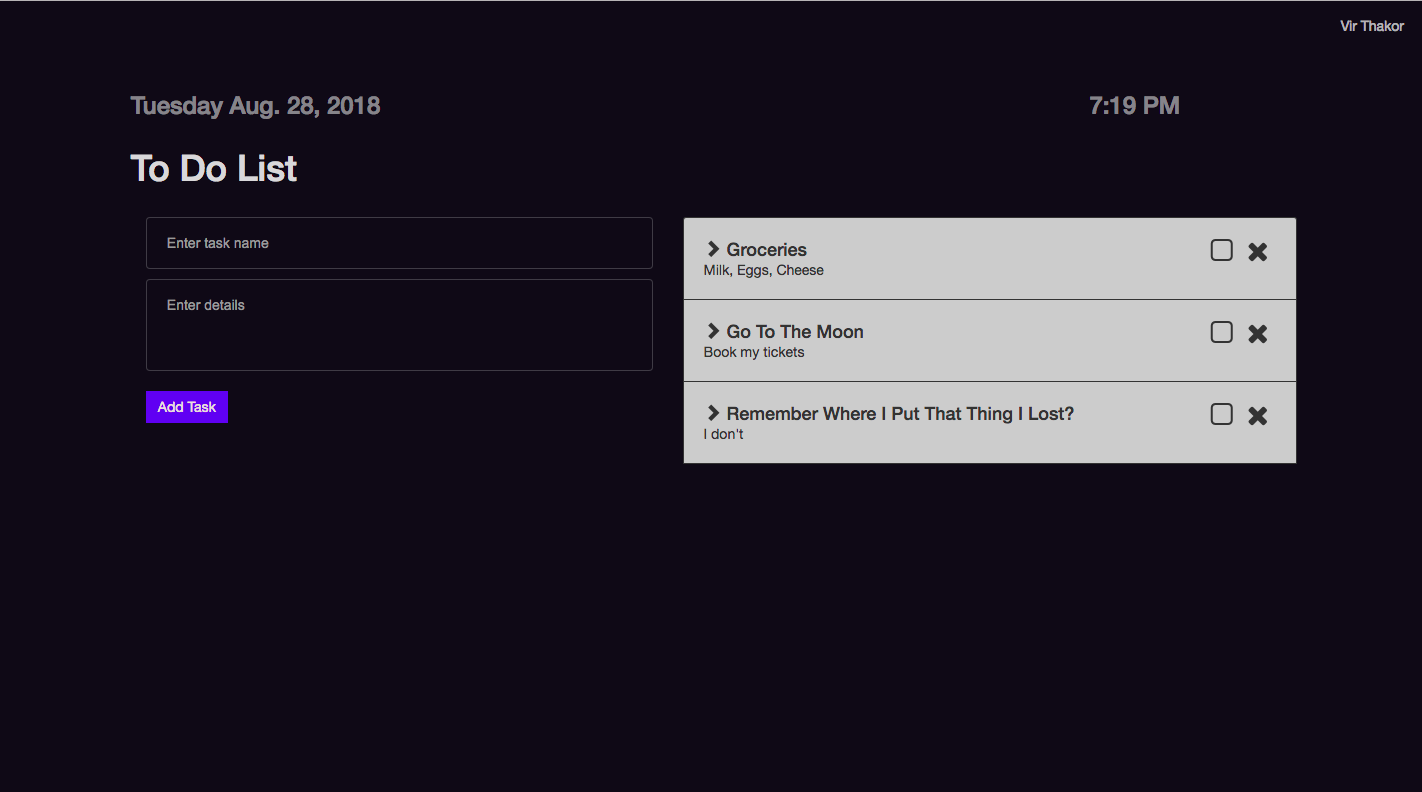 Vir Thakor
Tuesday Aug. 28, 2018
7:19 PM
To Do List
Enter task name
Enter details
Add Task
Groceries
Milk, Eggs, Cheese
Go To The Moon
Book my tickets
Remember Where I Put That Thing I Lost?
I don't